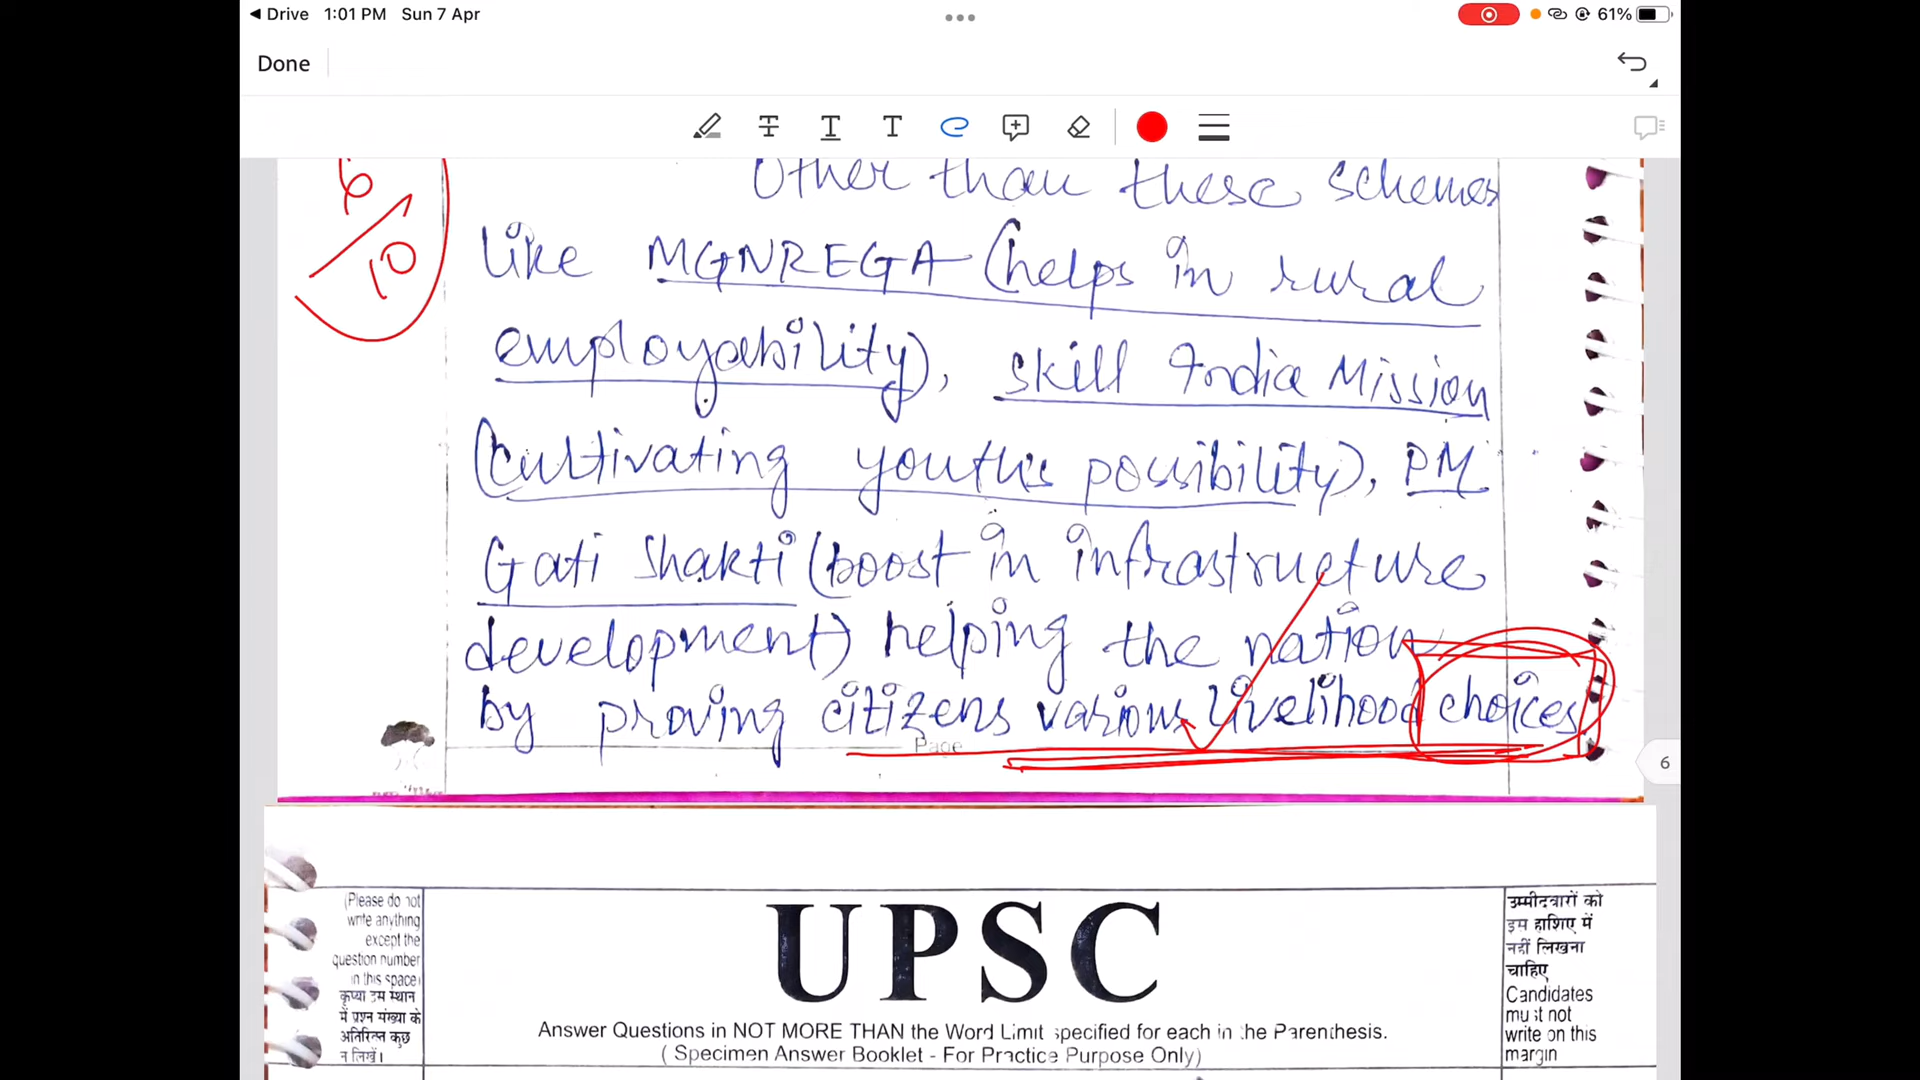 Drive 1:01 PM Sun 7 Apr 61%
Done
6/10
Other than these schemes
like MGNREGA (helps in rural
employability), skill India Mission
(cultivating youth's possibility), PM
Gati Shakti (boost in infrastructure
development) helping the nation
by proving citizens various livelihood choices
Page
6
(Please do not
write anything
except the
question number
in this space)
कृप्या इस स्थान
में प्रश्न संख्या के
अतिरिक्त कुछ
न लिखें।
UPSC
Answer Questions in NOT MORE THAN the Word Limit specified for each in the Parenthesis.
( Specimen Answer Booklet - For Practice Purpose Only)
उम्मीदवारों को
इस हाशिए में
नहीं लिखना
चाहिए
Candidates
must not
write on this
margin